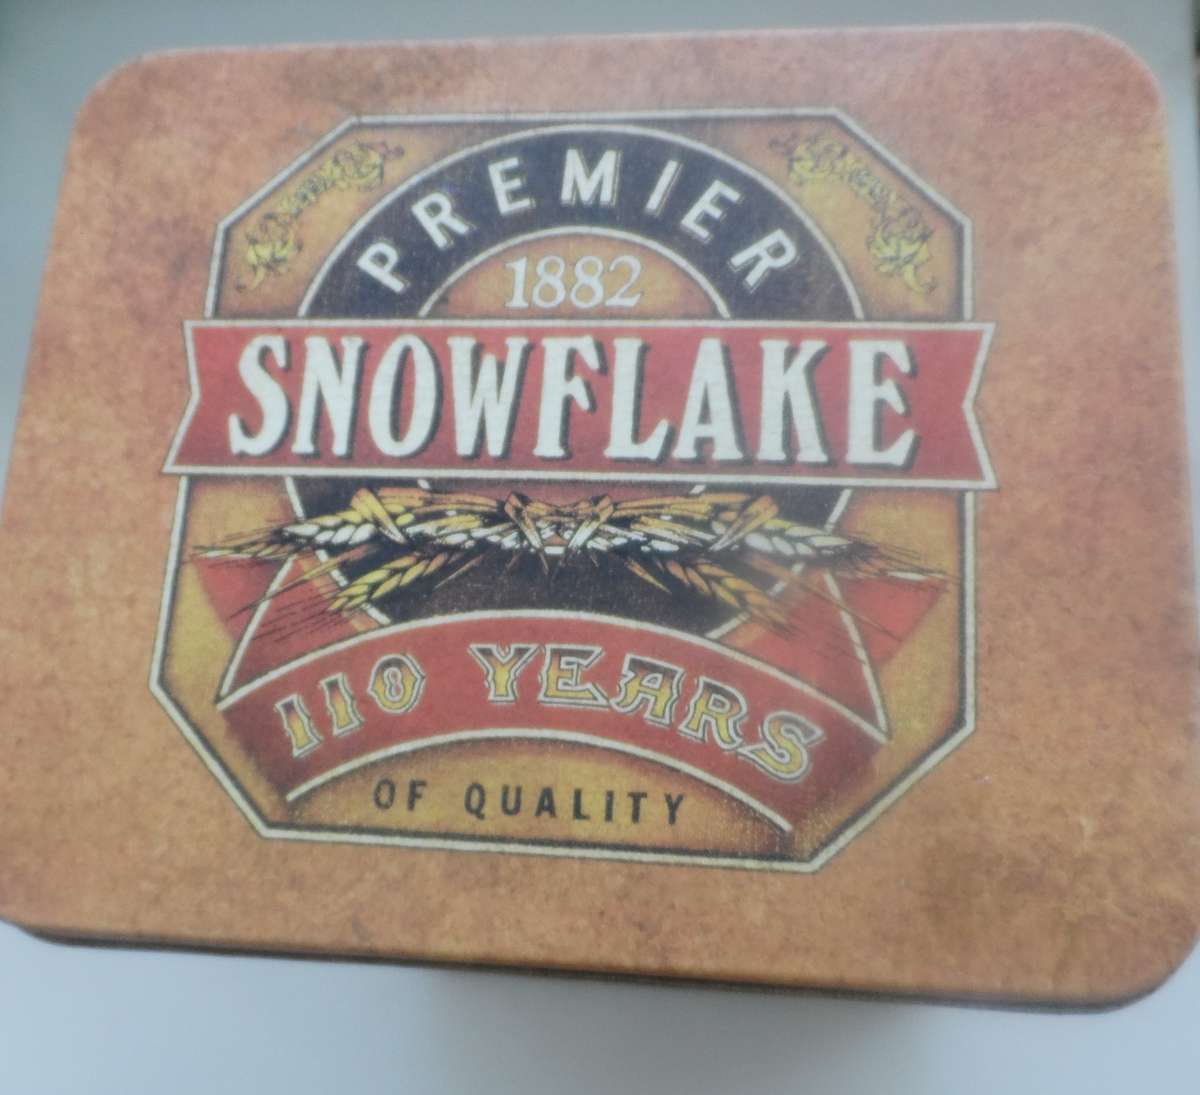 PREMIER
1882
SNOWFLAKE
110 YEARS
OF QUALITY